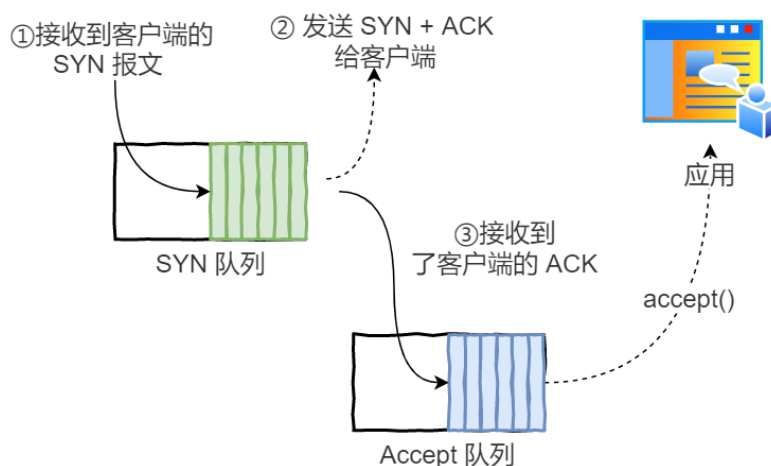 ①接收到客户端的
SYN 报文
② 发送 SYN + ACK
给客户端
应用
SYN 队列
③接收到
了客户端的 ACK
accept()
Accept 队列